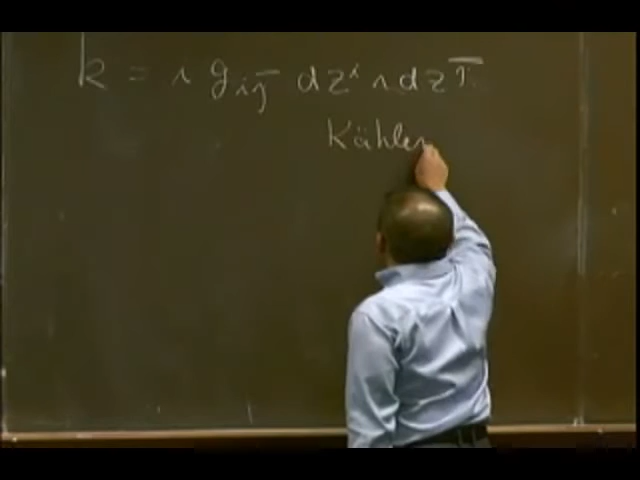 k = i g_{i\bar{j}} dz^i ∧ dz^{\bar{j}}
Kähler